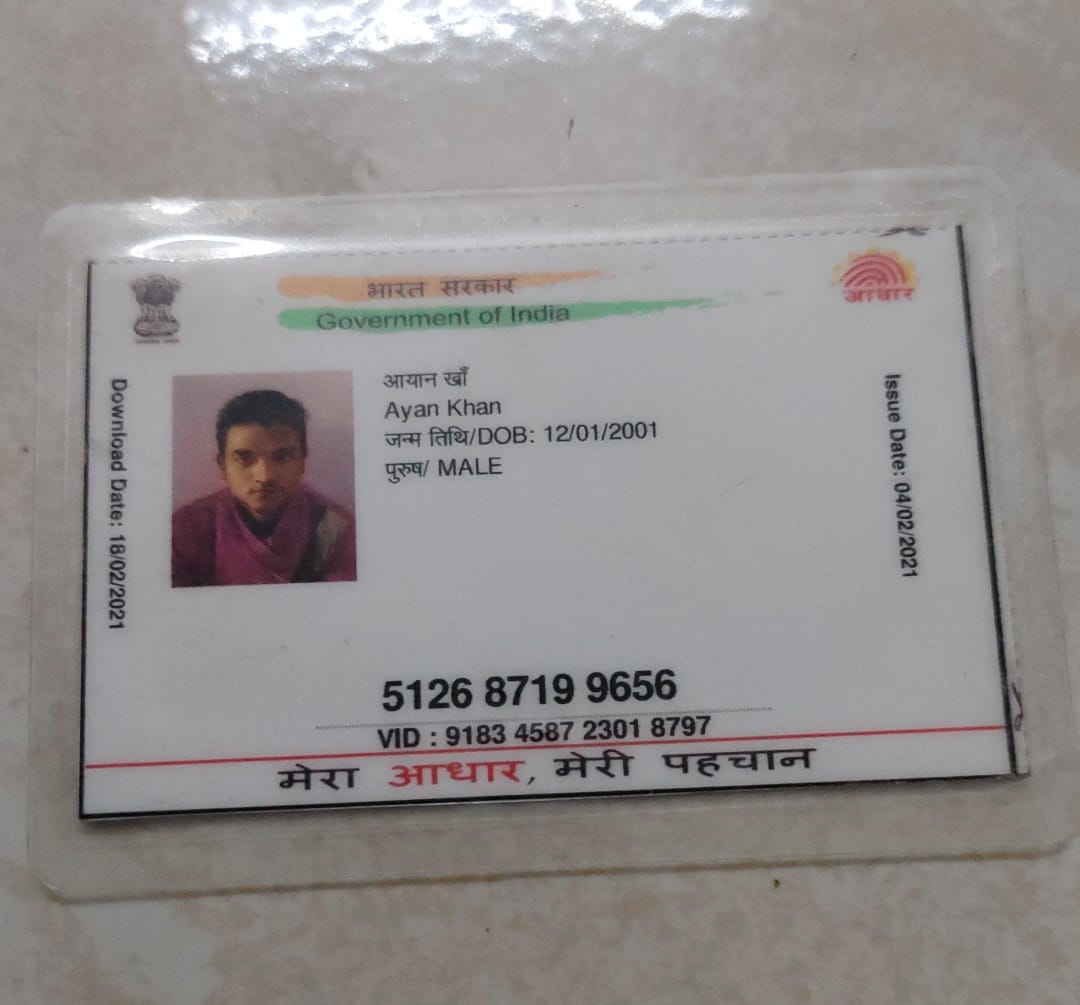 भारत सरकार
Government of India
आधार
आयान खाँ
Ayan Khan
जन्म तिथि/DOB: 12/01/2001
पुरुष/ MALE
Download Date: 18/02/2021
Issue Date: 04/02/2021
5126 8719 9656
VID : 9183 4587 2301 8797
मेरा आधार, मेरी पहचान